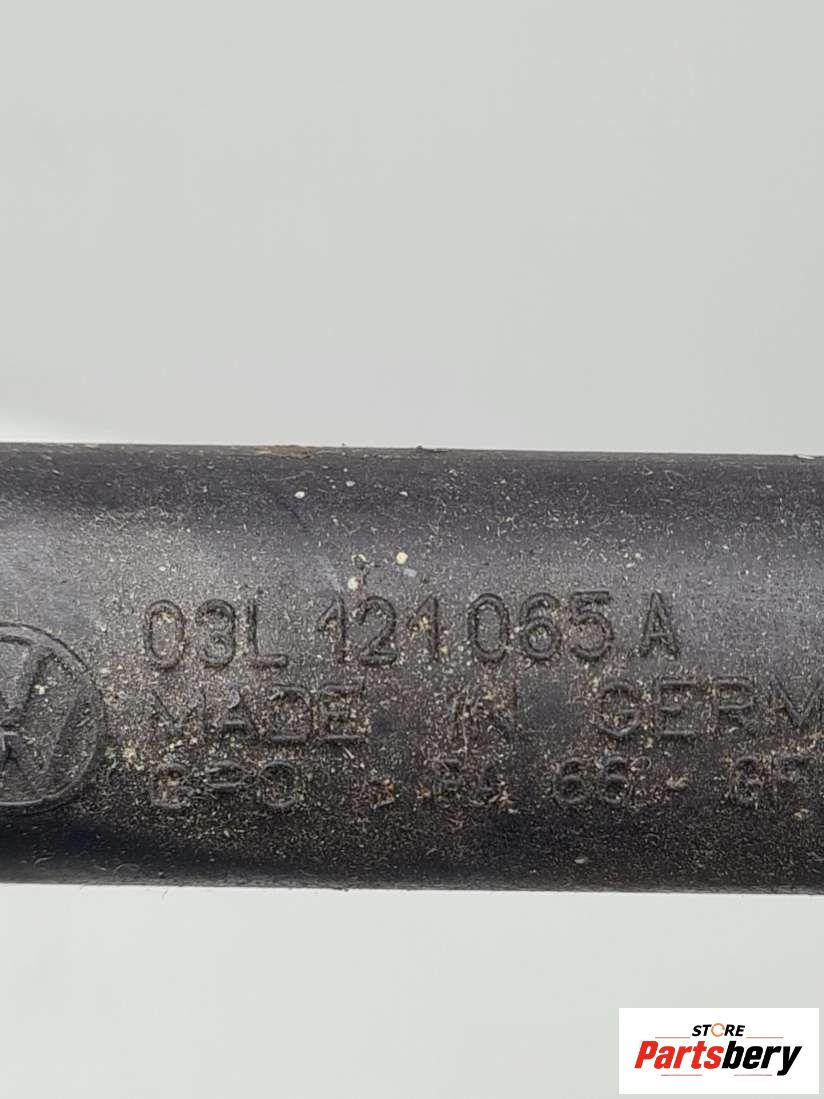 03L 121 065 A
MADE IN GERM
STORE
Partsbery